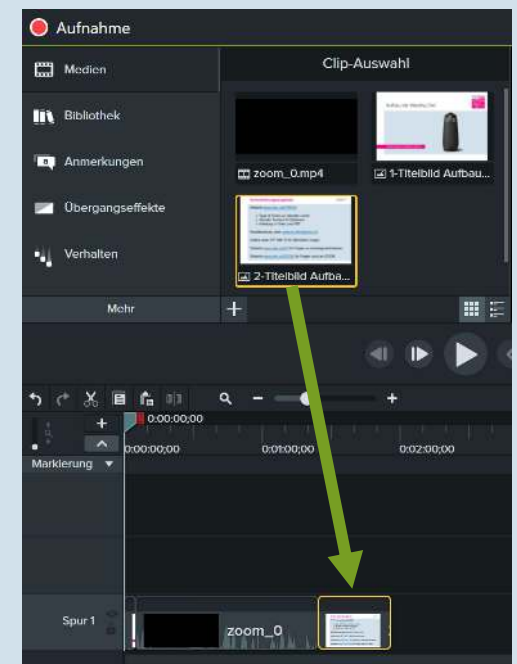 Aufnahme
Medien
Clip-Auswahl
Bibliothek
zoom_0.mp4
1-Titelbild Aufbau...
Anmerkungen
Übergangseffekte
Verhalten
2-Titelbild Aufba...
Mehr
+
- +
+
0:00:00;00
0:00:00;00
0:01:00;00
0:02:00;00
Markierung
Spur 1
zoom_0